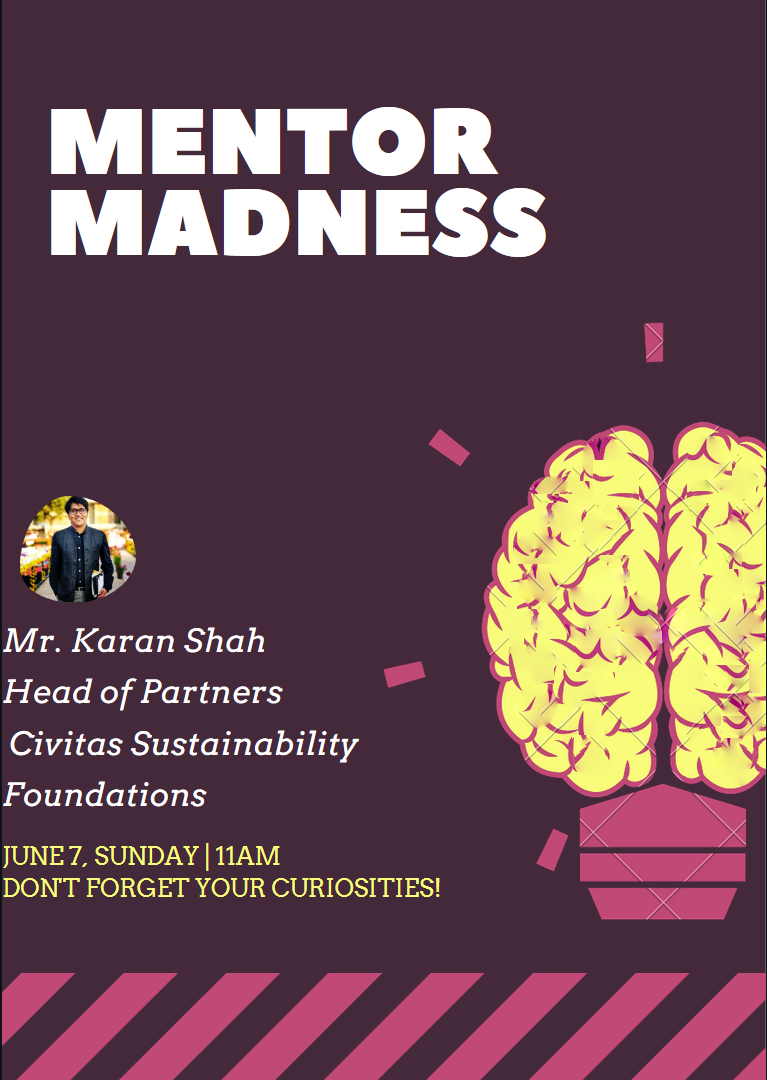 MENTOR
MADNESS
Mr. Karan Shah
Head of Partners
Civitas Sustainability
Foundations
JUNE 7, SUNDAY | 11AM
DON'T FORGET YOUR CURIOSITIES!